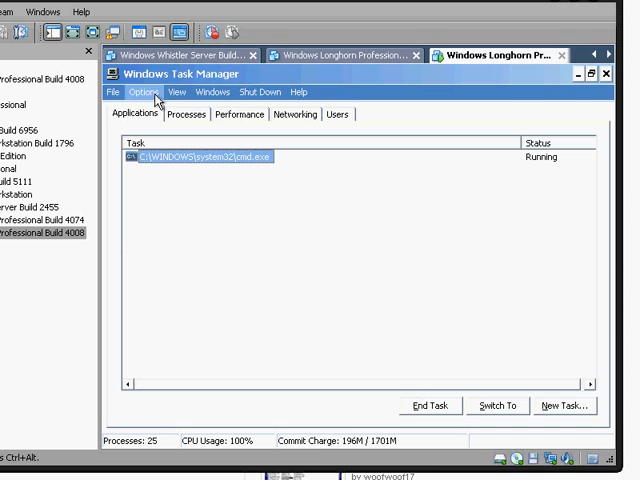 eam Windows Help
Windows Whistler Server Build... Windows Longhorn Profession... Windows Longhorn Pr...
Windows Task Manager
File Options View Windows Shut Down Help
Applications Processes Performance Networking Users
Task Status
C:\WINDOWS\system32\cmd.exe Running
End Task Switch To New Task...
Processes: 25 CPU Usage: 100% Commit Charge: 196M / 1701M
Professional Build 4008
ssional
Build 6956
rkstation Build 1796
Edition
onal
uild 5111
rkstation
rver Build 2455
Professional Build 4074
Professional Build 4008
s Ctrl+Alt.
by woofwoof17